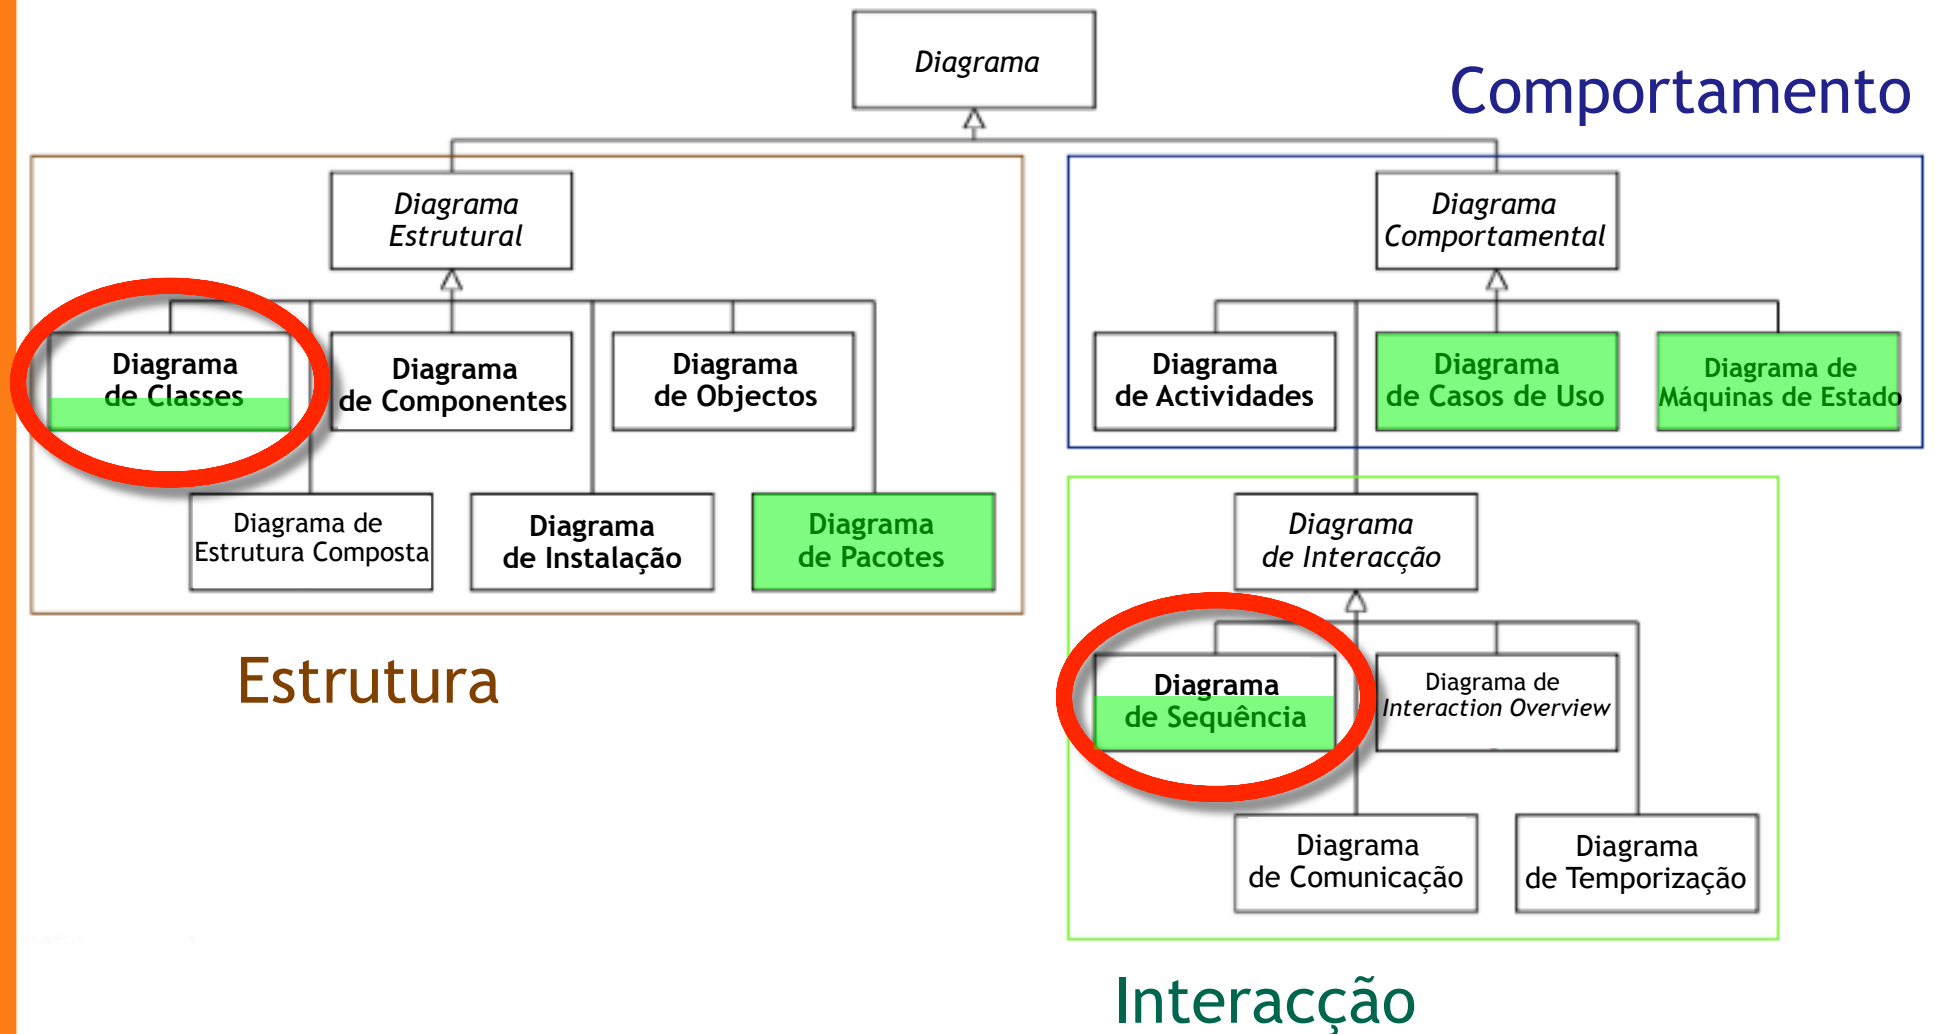 Diagrama
Comportamento
Diagrama
Estrutural
Diagrama
Comportamental
Diagrama
de Classes
Diagrama
de Componentes
Diagrama
de Objectos
Diagrama
de Actividades
Diagrama
de Casos de Uso
Diagrama de
Máquinas de Estado
Diagrama de
Estrutura Composta
Diagrama
de Instalação
Diagrama
de Pacotes
Diagrama
de Interacção
Estrutura
Diagrama
de Sequência
Diagrama de
Interaction Overview
Diagrama
de Comunicação
Diagrama
de Temporização
Interacção